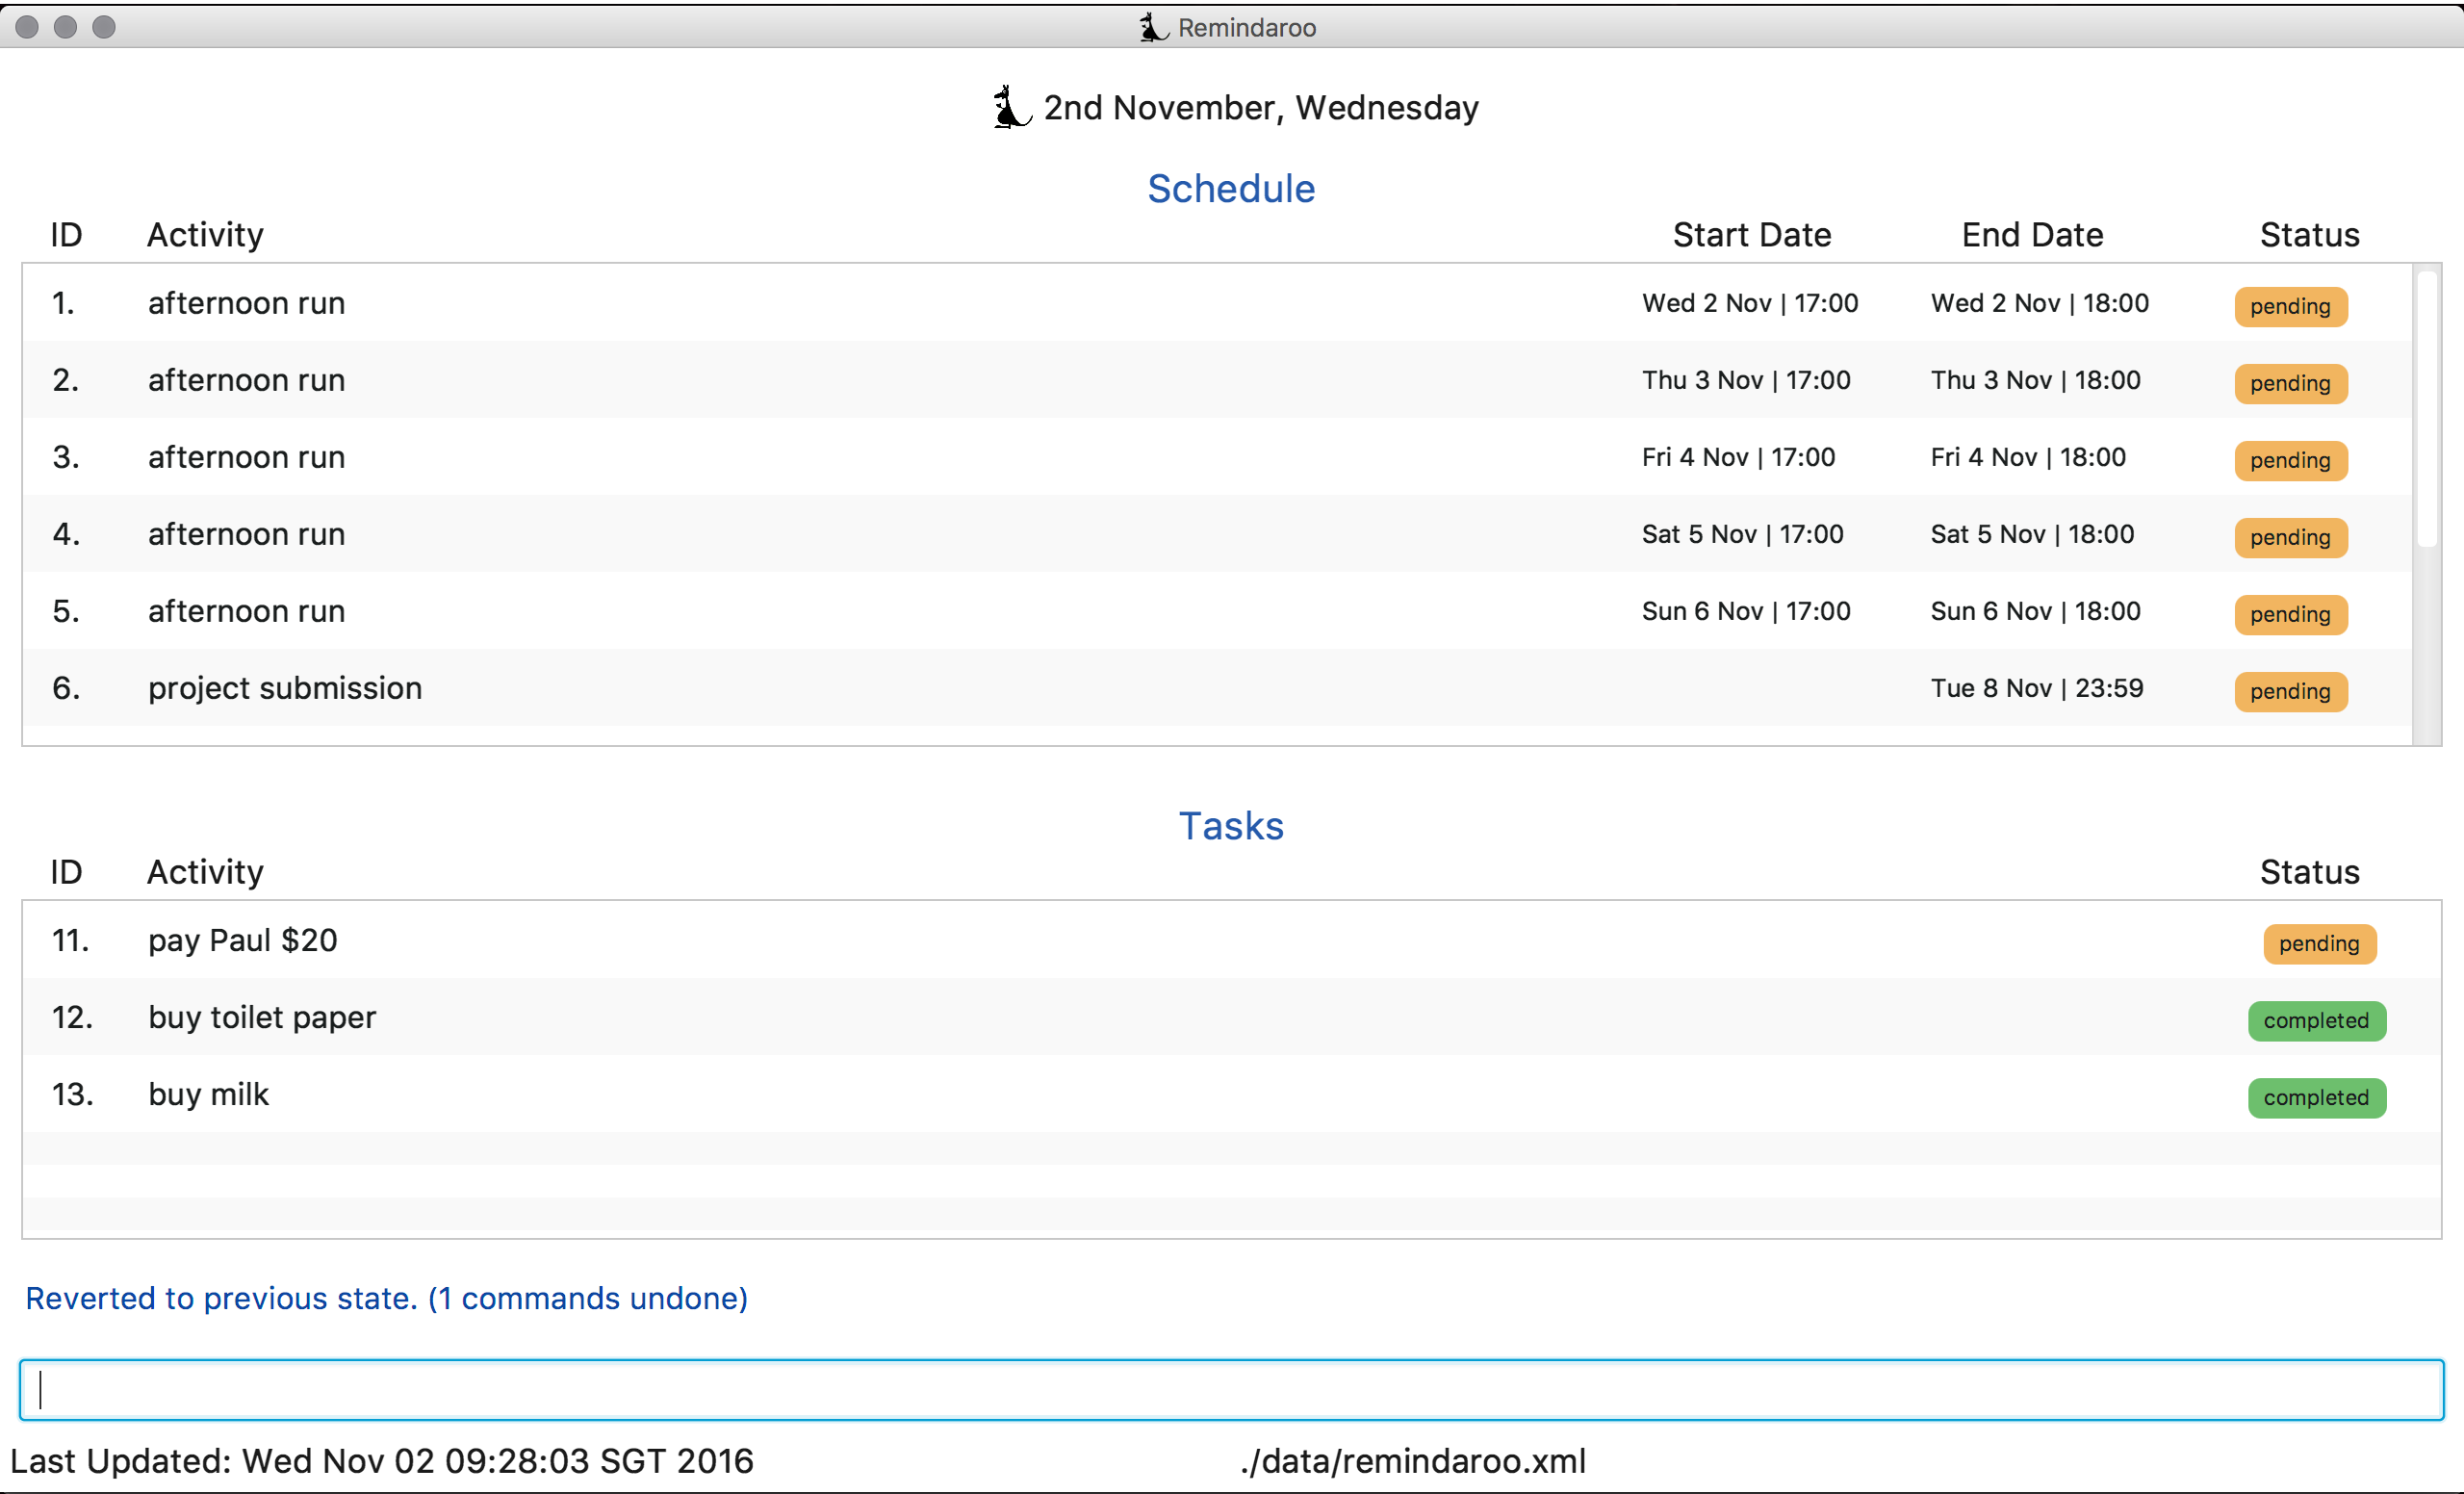 Remindaroo
2nd November, Wednesday
Schedule
ID Activity Start Date End Date Status
1. afternoon run Wed 2 Nov | 17:00 Wed 2 Nov | 18:00 pending
2. afternoon run Thu 3 Nov | 17:00 Thu 3 Nov | 18:00 pending
3. afternoon run Fri 4 Nov | 17:00 Fri 4 Nov | 18:00 pending
4. afternoon run Sat 5 Nov | 17:00 Sat 5 Nov | 18:00 pending
5. afternoon run Sun 6 Nov | 17:00 Sun 6 Nov | 18:00 pending
6. project submission Tue 8 Nov | 23:59 pending
Tasks
ID Activity Status
11. pay Paul $20 pending
12. buy toilet paper completed
13. buy milk completed
Reverted to previous state. (1 commands undone)
Last Updated: Wed Nov 02 09:28:03 SGT 2016 ./data/remindaroo.xml